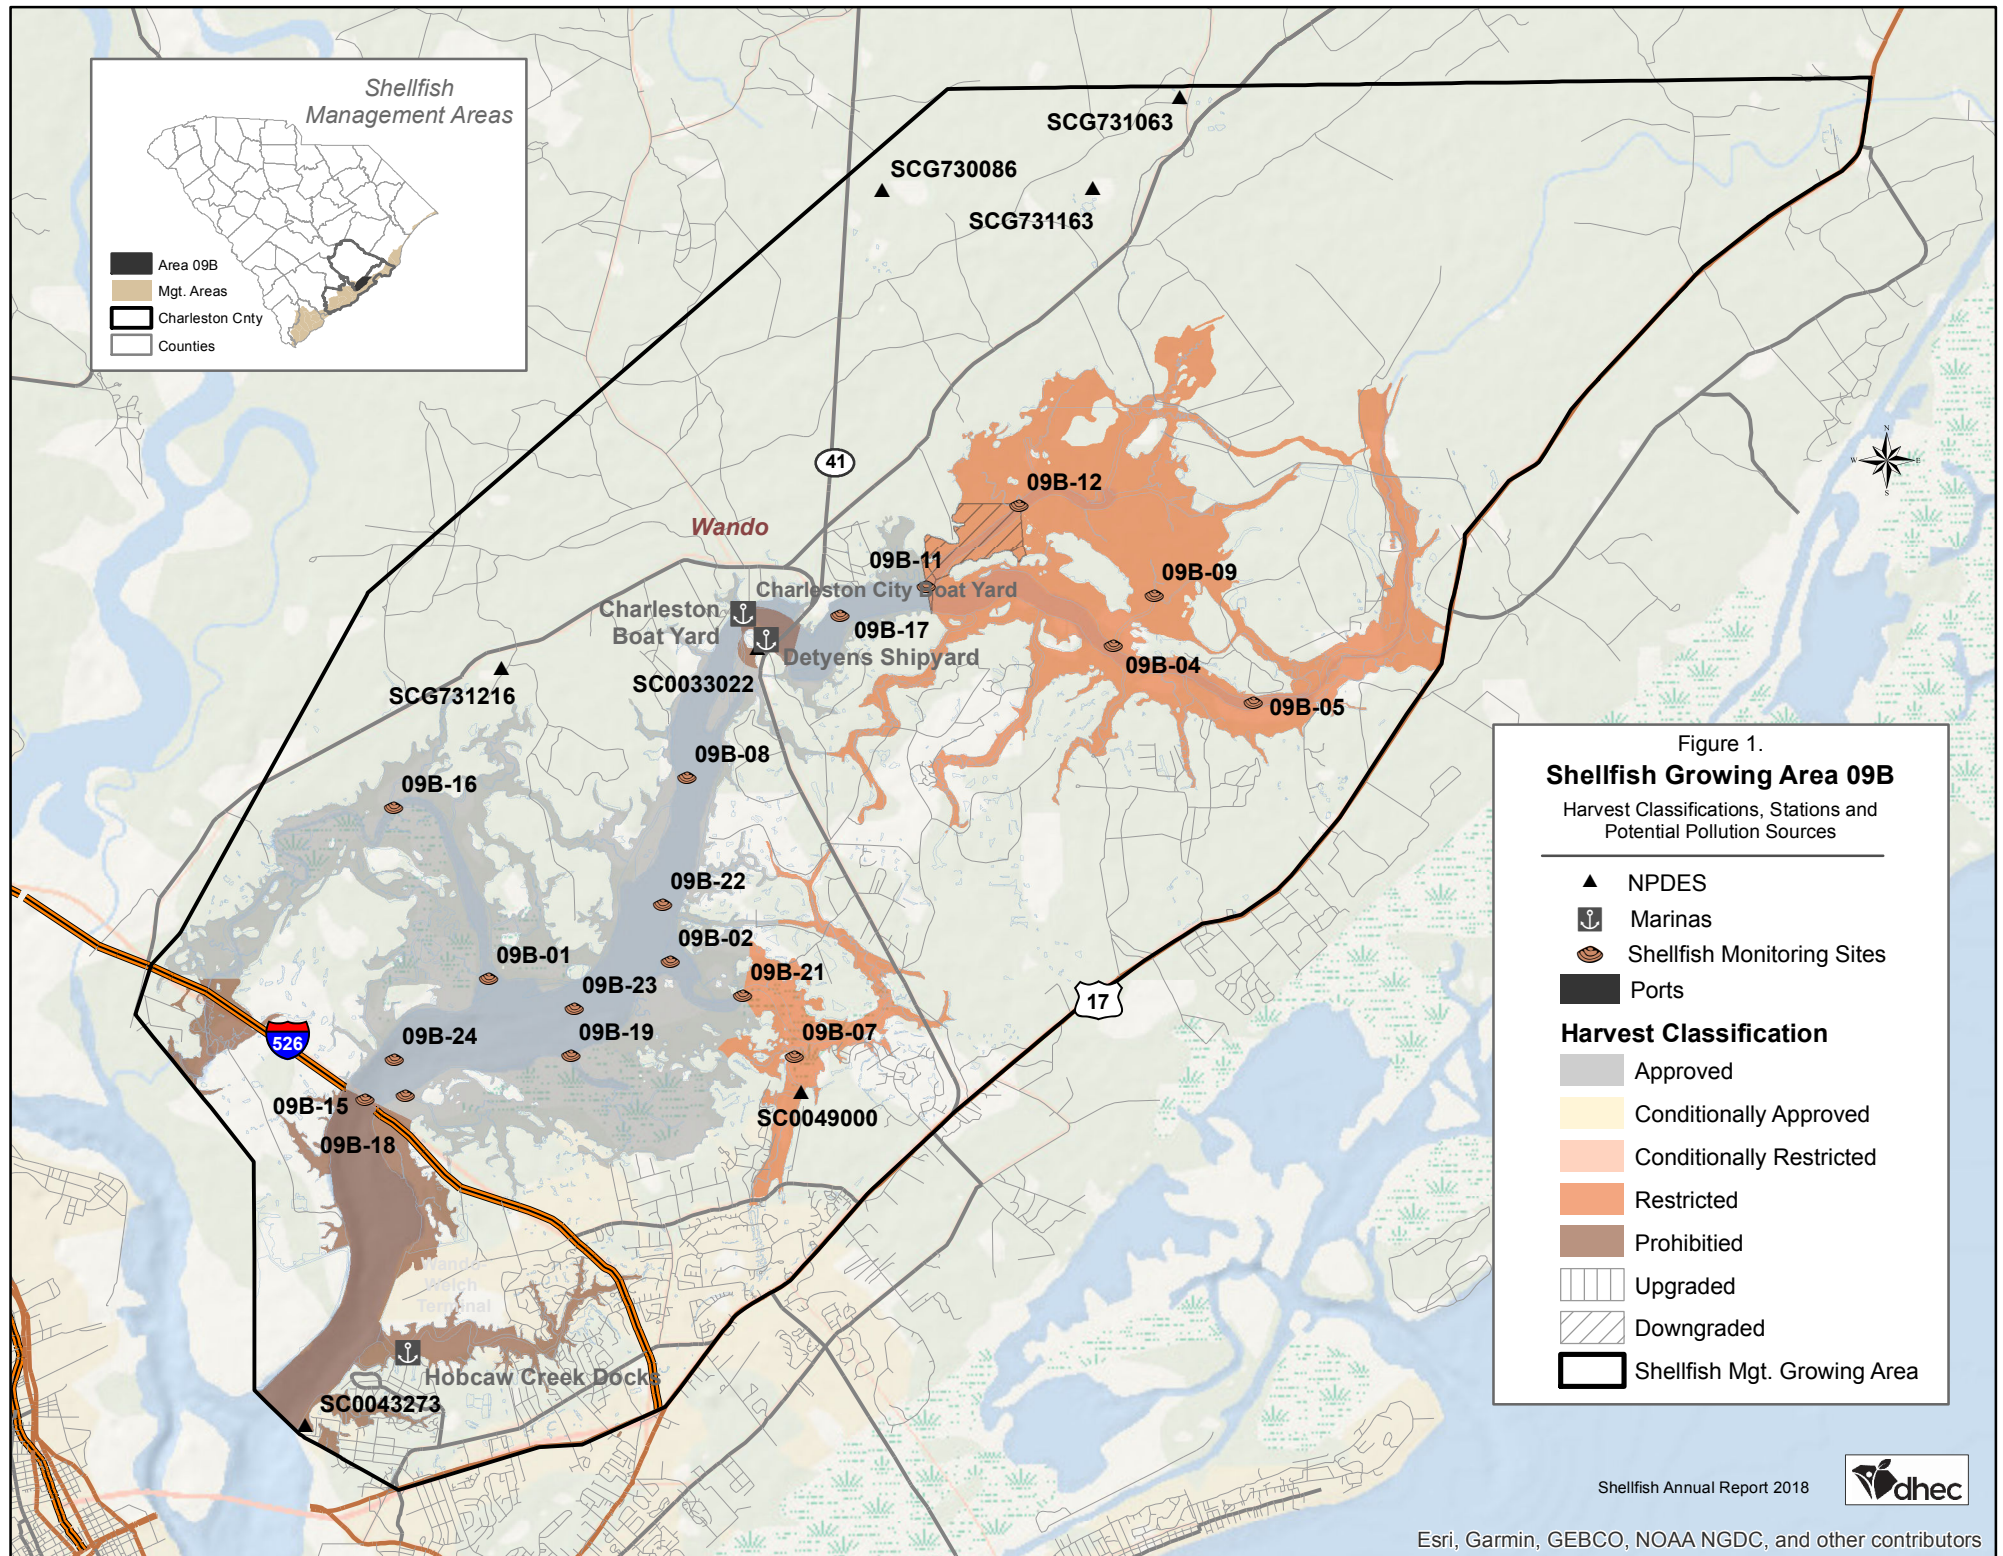 Shellfish
Management Areas
Area 09B
Mgt. Areas
Charleston Cnty
Counties
SCG731063
SCG730086
SCG731163
41
09B-12
Wando
09B-11
09B-09
Charleston City Boat Yard
Charleston
Boat Yard
09B-17
Detyens Shipyard
09B-04
SC0033022
SCG731216
09B-05
09B-08
09B-16
09B-22
09B-02
09B-01
09B-21
09B-23
17
09B-24
09B-19
09B-07
526
09B-15
SC0049000
09B-18
Wando
Welch
Terminal
Hobcaw Creek Docks
SC0043273
N
W
E
S
Figure 1.
Shellfish Growing Area 09B
Harvest Classifications, Stations and
Potential Pollution Sources
NPDES
Marinas
Shellfish Monitoring Sites
Ports
Harvest Classification
Approved
Conditionally Approved
Conditionally Restricted
Restricted
Prohibitied
Upgraded
Downgraded
Shellfish Mgt. Growing Area
Shellfish Annual Report 2018
dhec
Esri, Garmin, GEBCO, NOAA NGDC, and other contributors